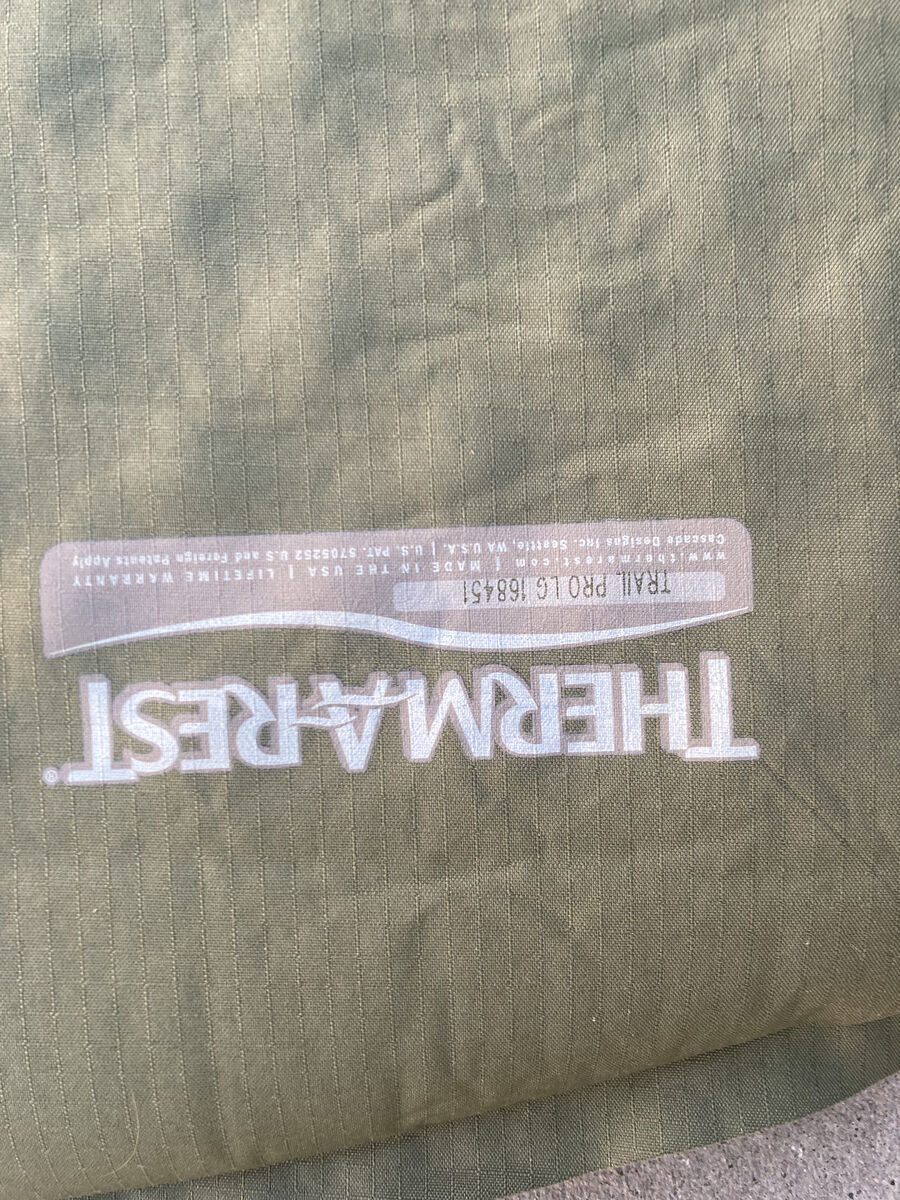 THERMAREST®
TRAIL PRO LG 168451
www.thermarest.com | MADE IN THE USA | LIFETIME WARRANTY
Cascade Designs Inc. Seattle, WA U.S.A. | U.S. PAT. 5705252 U.S and Foreign Patents Apply